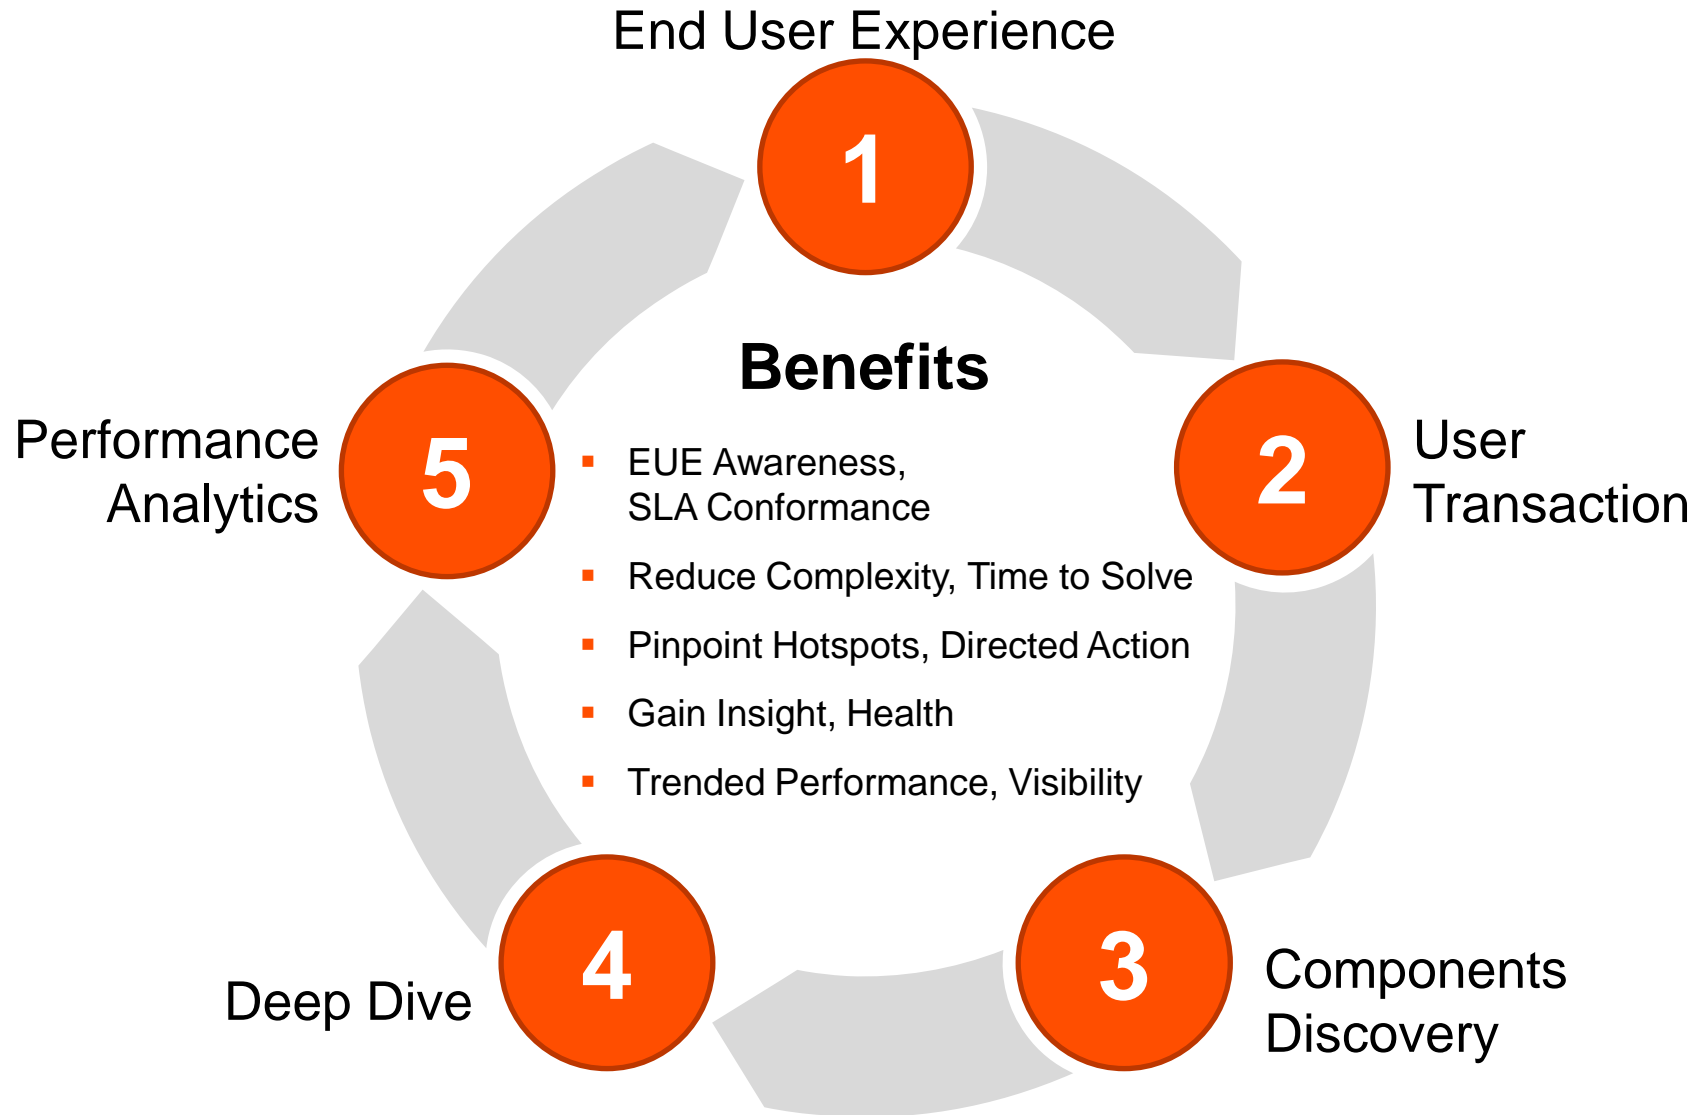 End User Experience
1
2
User
Transaction
3
Components
Discovery
4
Deep Dive
5
Performance
Analytics
Benefits
▪ EUE Awareness,
SLA Conformance
▪ Reduce Complexity, Time to Solve
▪ Pinpoint Hotspots, Directed Action
▪ Gain Insight, Health
▪ Trended Performance, Visibility